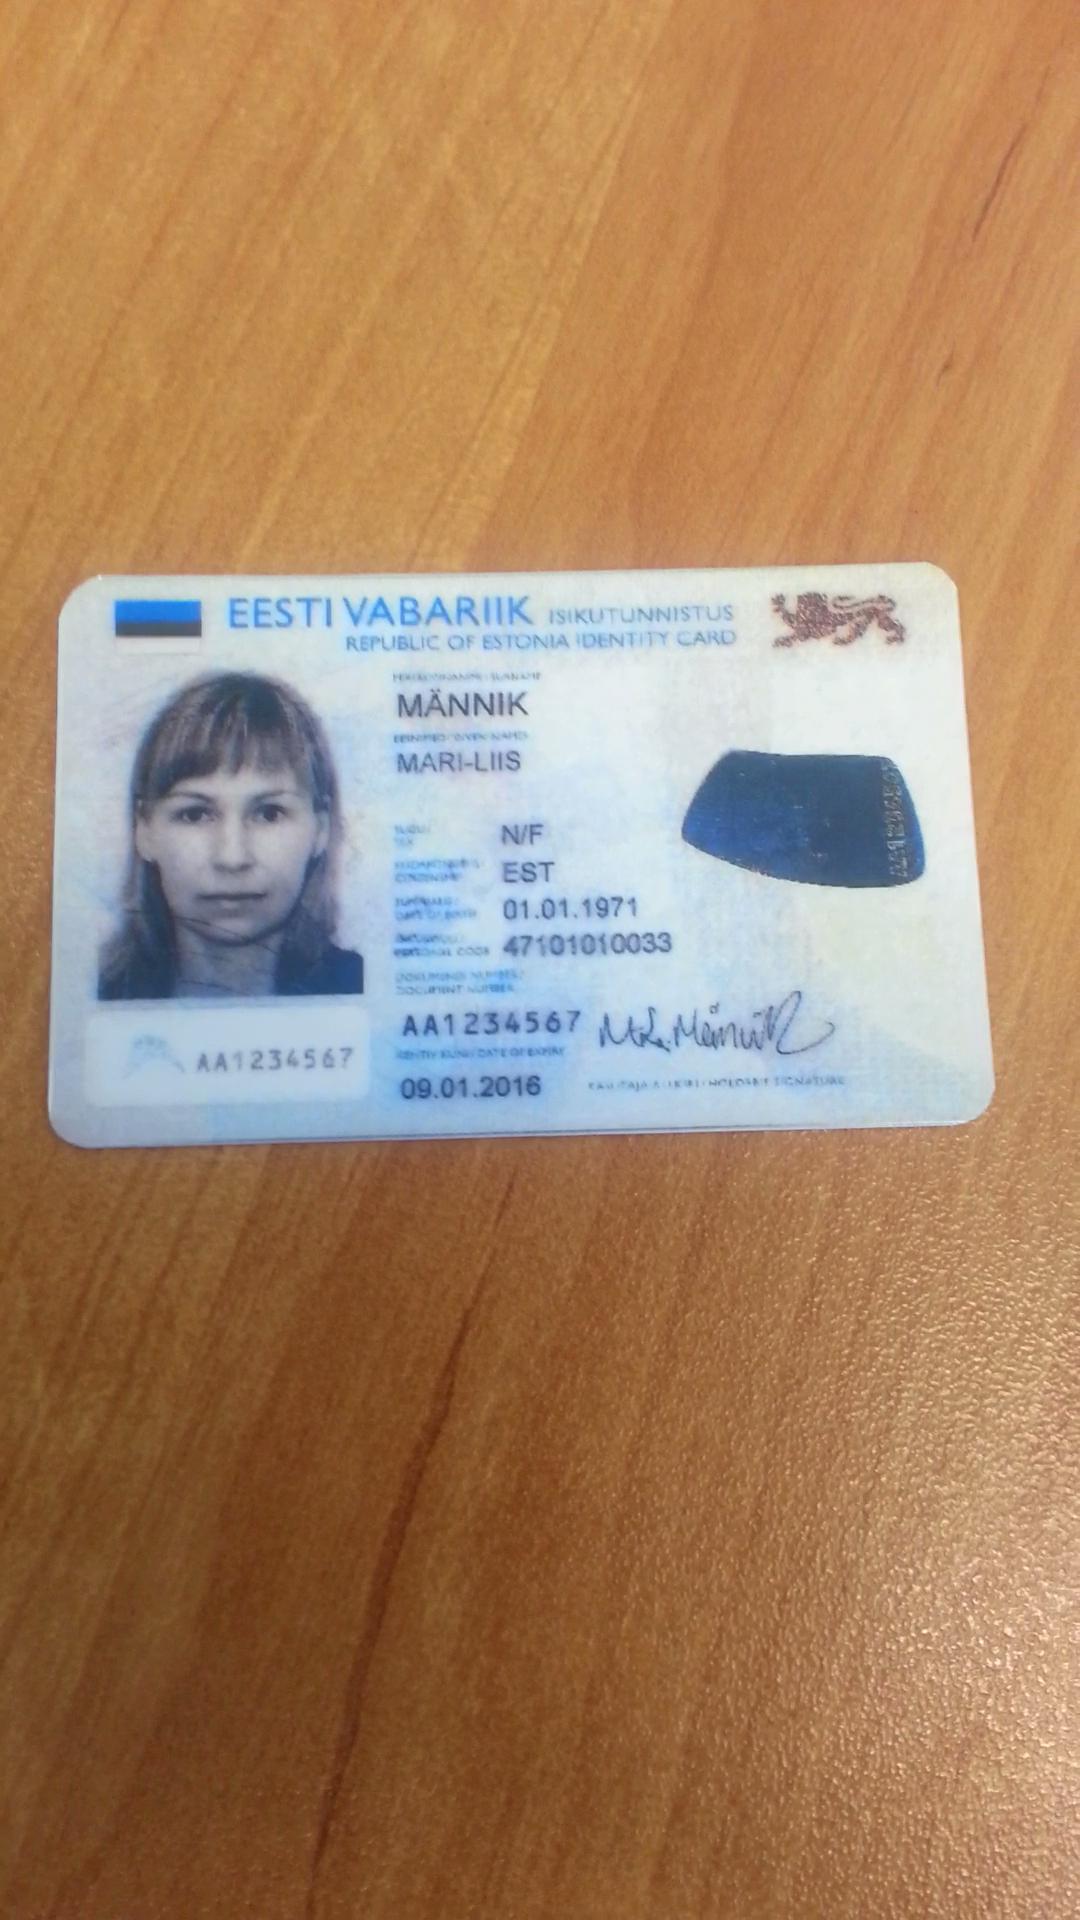 EESTI VABARIIK ISIKUTUNNISTUS
REPUBLIC OF ESTONIA IDENTITY CARD
PEREKONNANIMI / SURNAME
MÄNNIK
EESNIMED / GIVEN NAMES
MARI-LIIS
SUGU /
SEX
N/F
KODAKONDSUS /
CITIZENSHIP
EST
SÜNNIAEG /
DATE OF BIRTH
01.01.1971
ISIKUKOOD /
PERSONAL CODE
47101010033
DOKUMENDI NUMBER /
DOCUMENT NUMBER
AA1234567
KEHTIV KUNI / DATE OF EXPIRY
09.01.2016
M-L. Männik
KASUTAJA ALLKIRI / HOLDER'S SIGNATURE
AA1234567